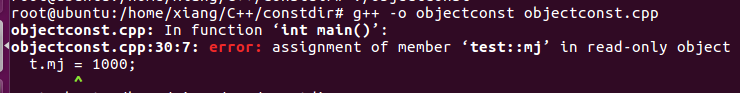 root@ubuntu:/home/xiang/C++/constdir# g++ -o objectconst objectconst.cpp
objectconst.cpp: In function ‘int main()’:
objectconst.cpp:30:7: error: assignment of member ‘test::mj’ in read-only object
t.mj = 1000;
^